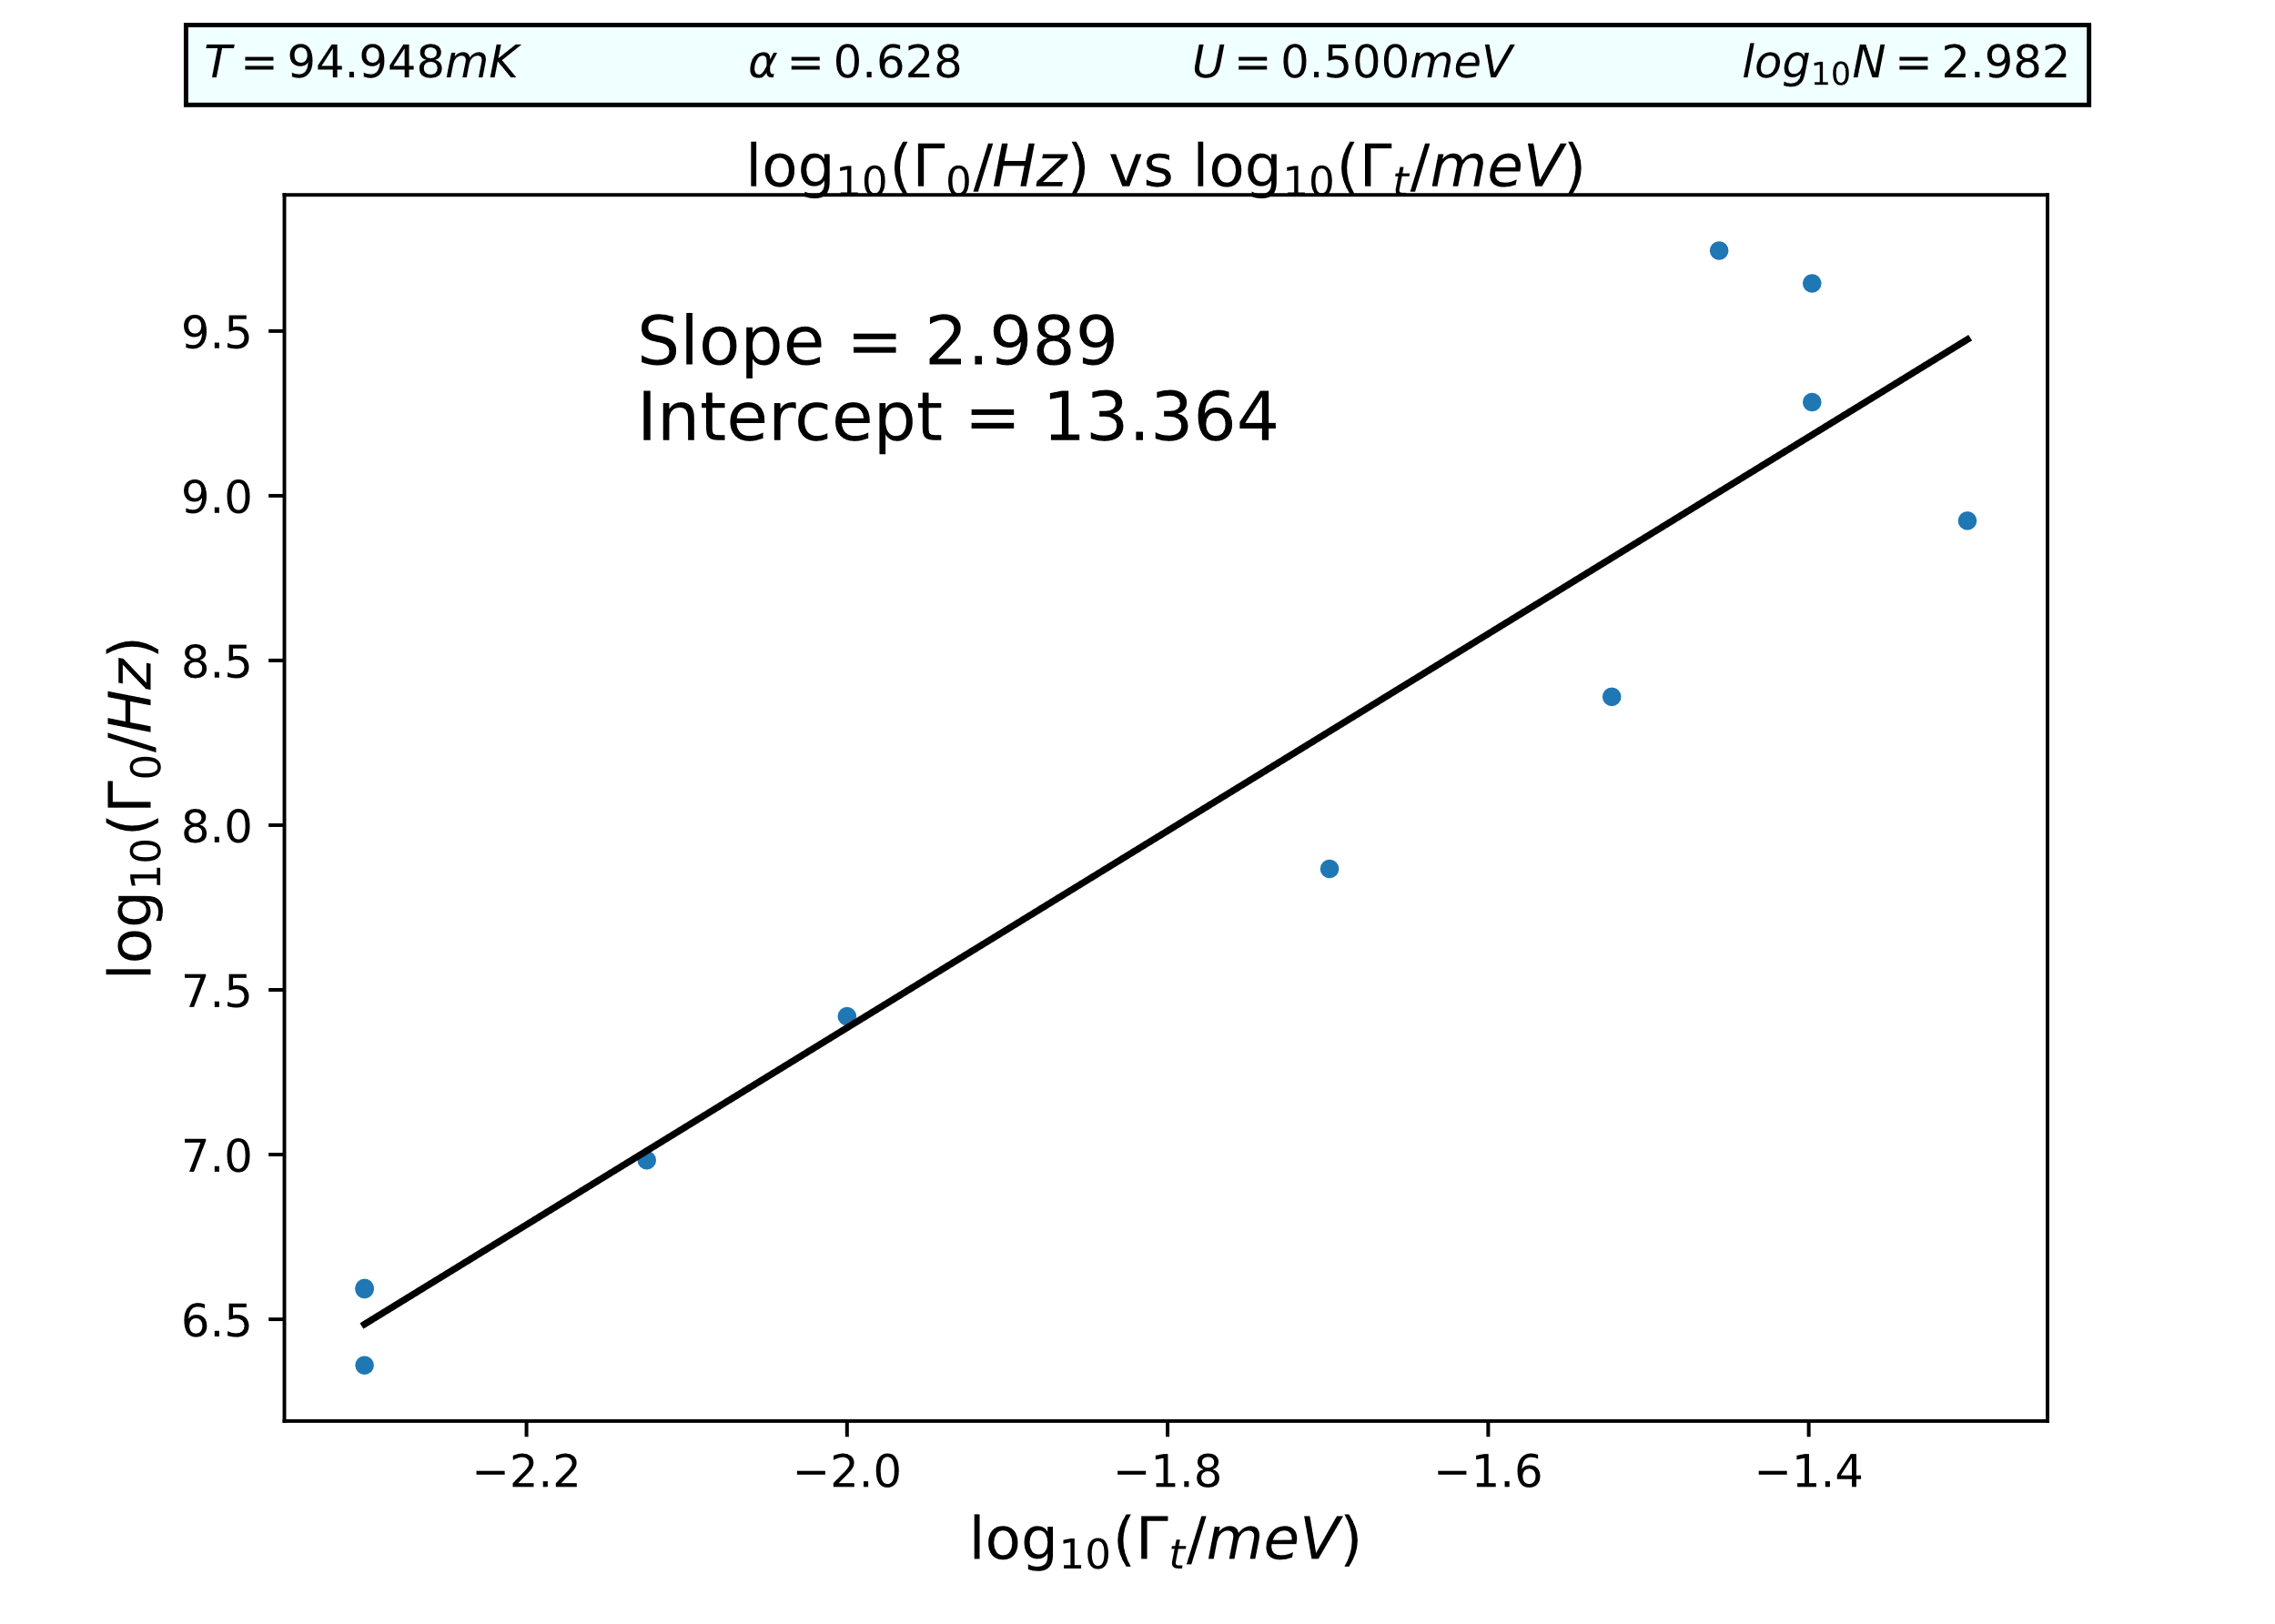 T = 94.948mK α = 0.628 U = 0.500meV log₁₀N = 2.982
log₁₀(Γ₀/Hz) vs log₁₀(Γₜ/meV)
Slope = 2.989
Intercept = 13.364
9.5
9.0
8.5
8.0
7.5
7.0
6.5
log₁₀(Γ₀/Hz)
−2.2 −2.0 −1.8 −1.6 −1.4
log₁₀(Γₜ/meV)